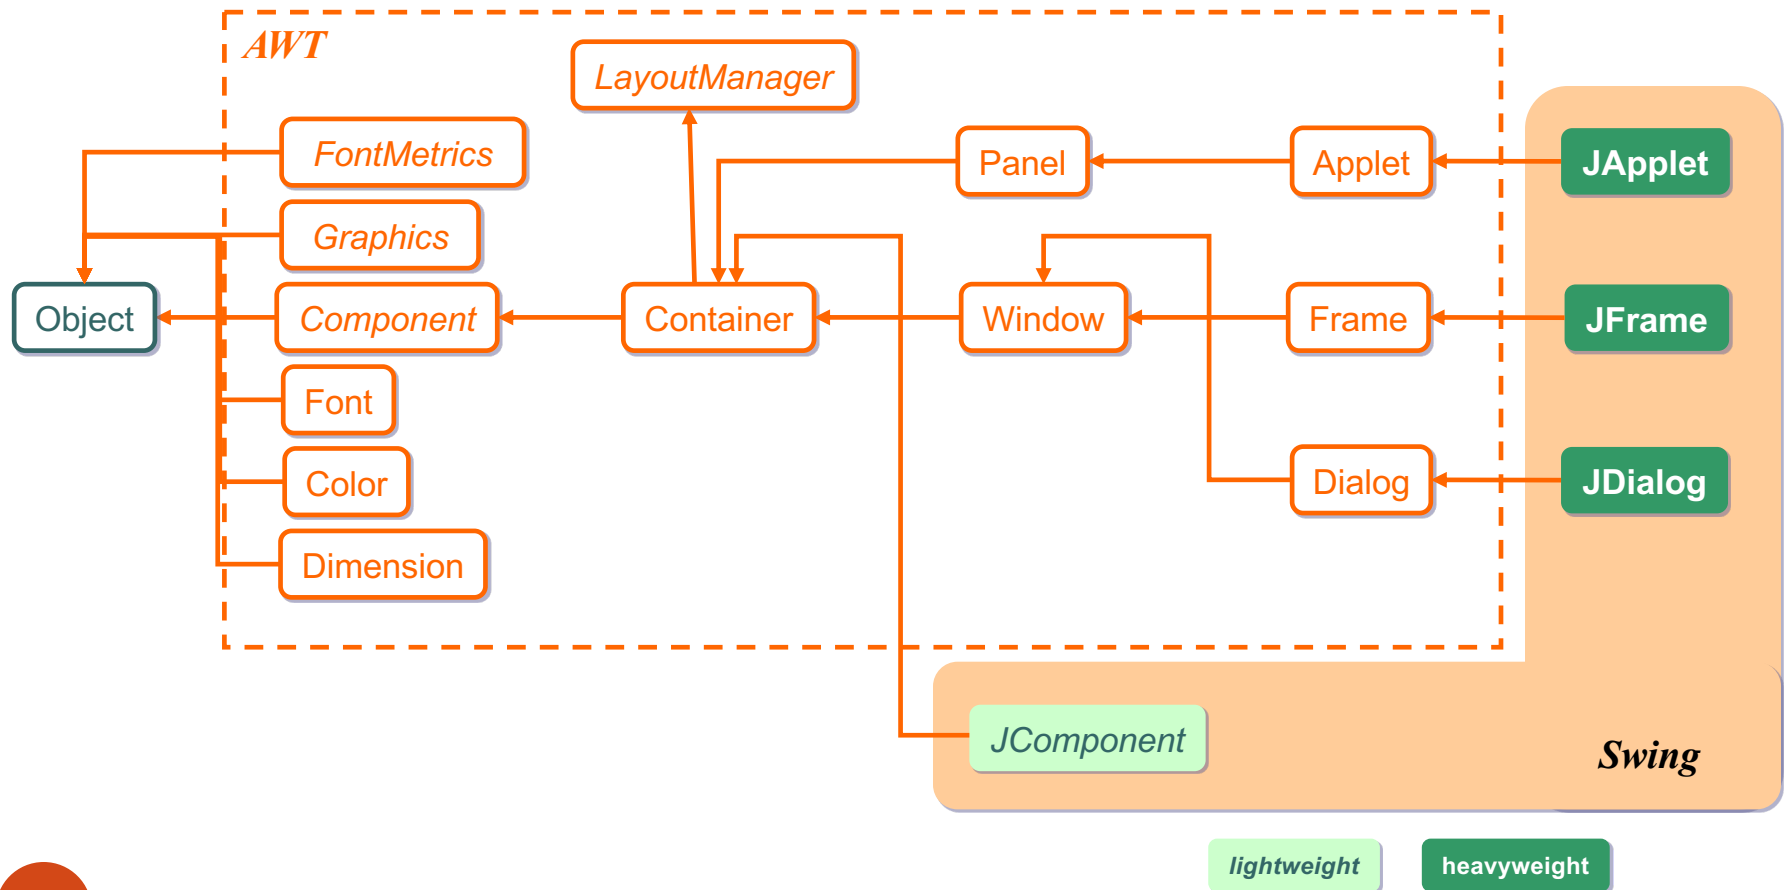 AWT
LayoutManager
FontMetrics
Panel
Applet
JApplet
Graphics
Object
Component
Container
Window
Frame
JFrame
Font
Color
Dialog
JDialog
Dimension
JComponent
Swing
lightweight
heavyweight